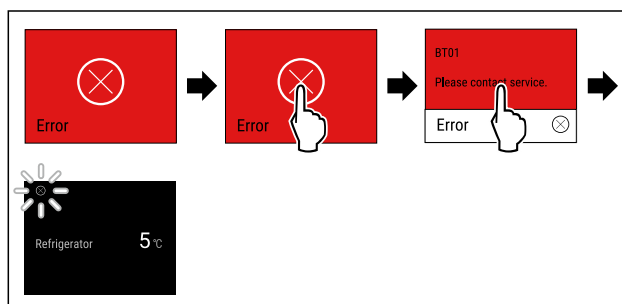 Error
Error
BT01
Please contact service.
Error
Refrigerator 5 °C